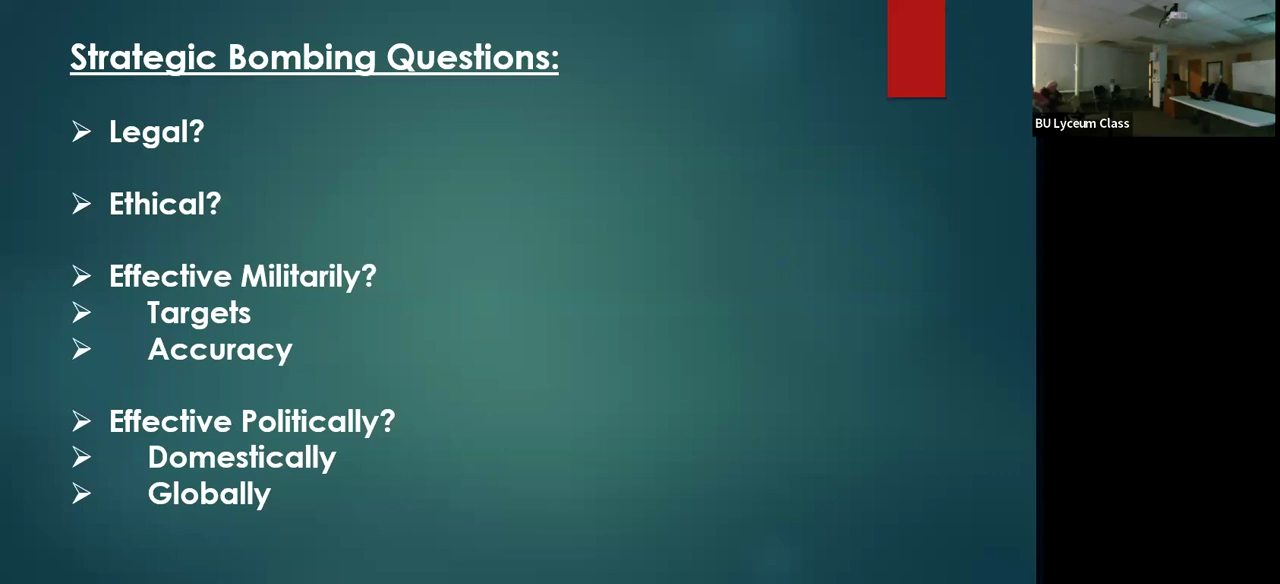 Strategic Bombing Questions:
➢ Legal?
➢ Ethical?
➢ Effective Militarily?
➢ Targets
➢ Accuracy
➢ Effective Politically?
➢ Domestically
➢ Globally
BU Lyceum Class